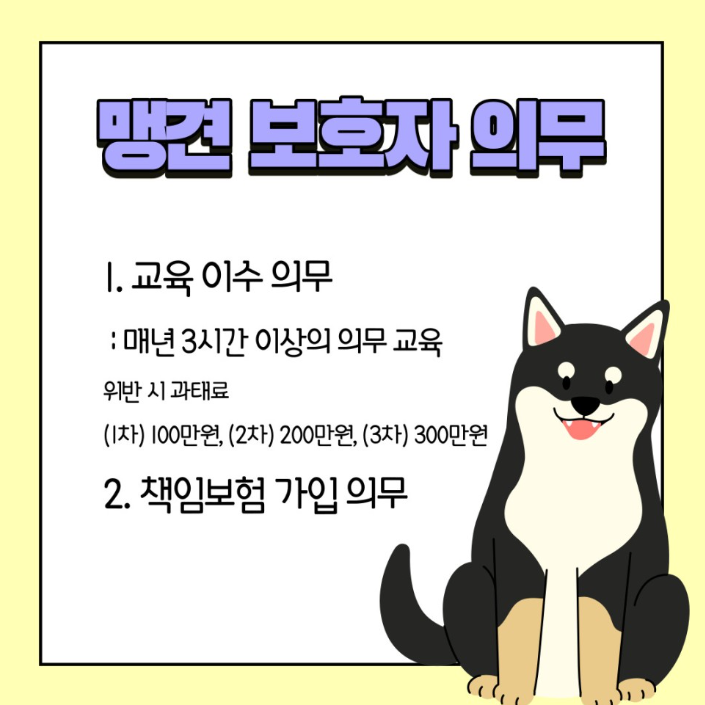 맹견 보호자 의무
1. 교육 이수 의무
: 매년 3시간 이상의 의무 교육
위반 시 과태료
(1차) 100만원, (2차) 200만원, (3차) 300만원
2. 책임보험 가입 의무